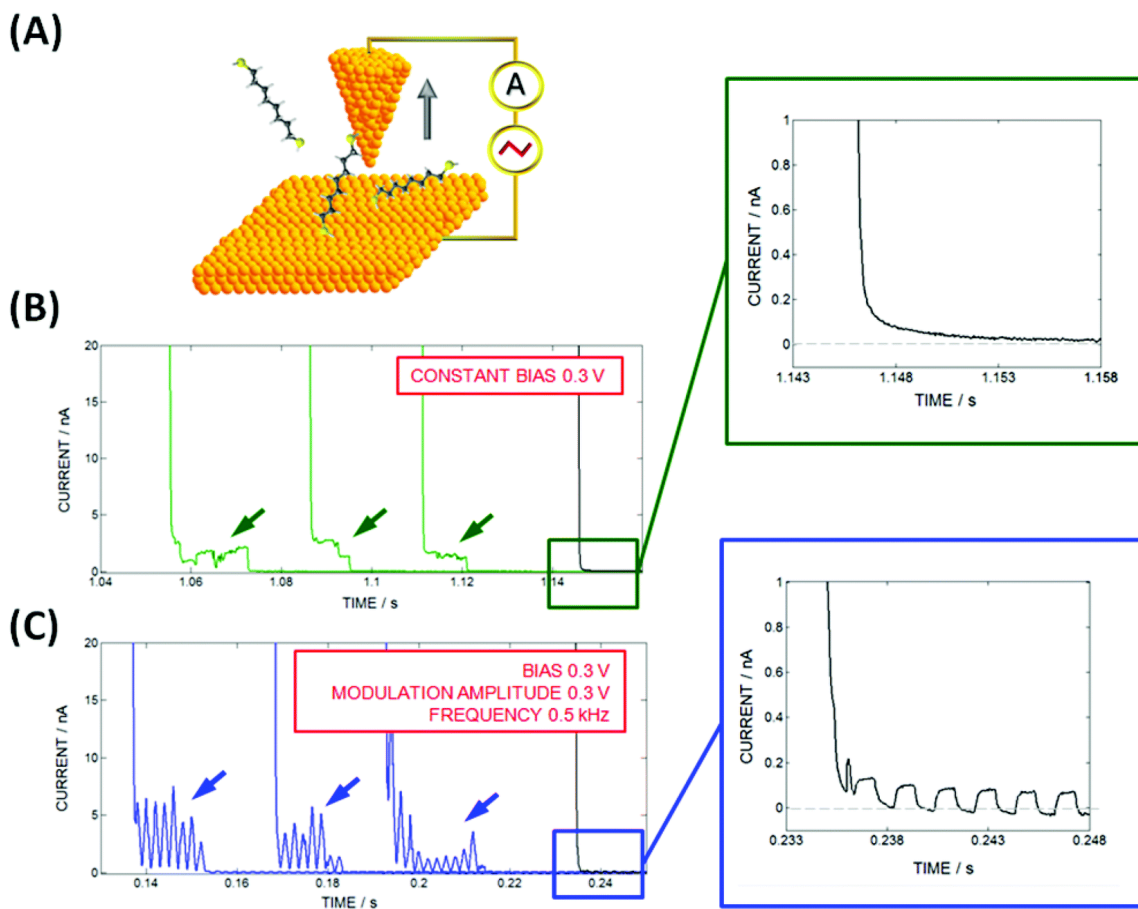 (A)
A
(B)
20
15
10
5
0
CURRENT / nA
CONSTANT BIAS 0.3 V
1.04
1.06
1.08
1.1
1.12
1.14
TIME / s
1
0.8
0.6
0.4
0.2
0
CURRENT / nA
1.143
1.148
1.153
1.158
TIME / s
(C)
20
15
10
5
0
CURRENT / nA
BIAS 0.3 V
MODULATION AMPLITUDE 0.3 V
FREQUENCY 0.5 kHz
0.14
0.16
0.18
0.2
0.22
0.24
TIME / s
1
0.8
0.6
0.4
0.2
0
CURRENT / nA
0.233
0.238
0.243
0.248
TIME / s